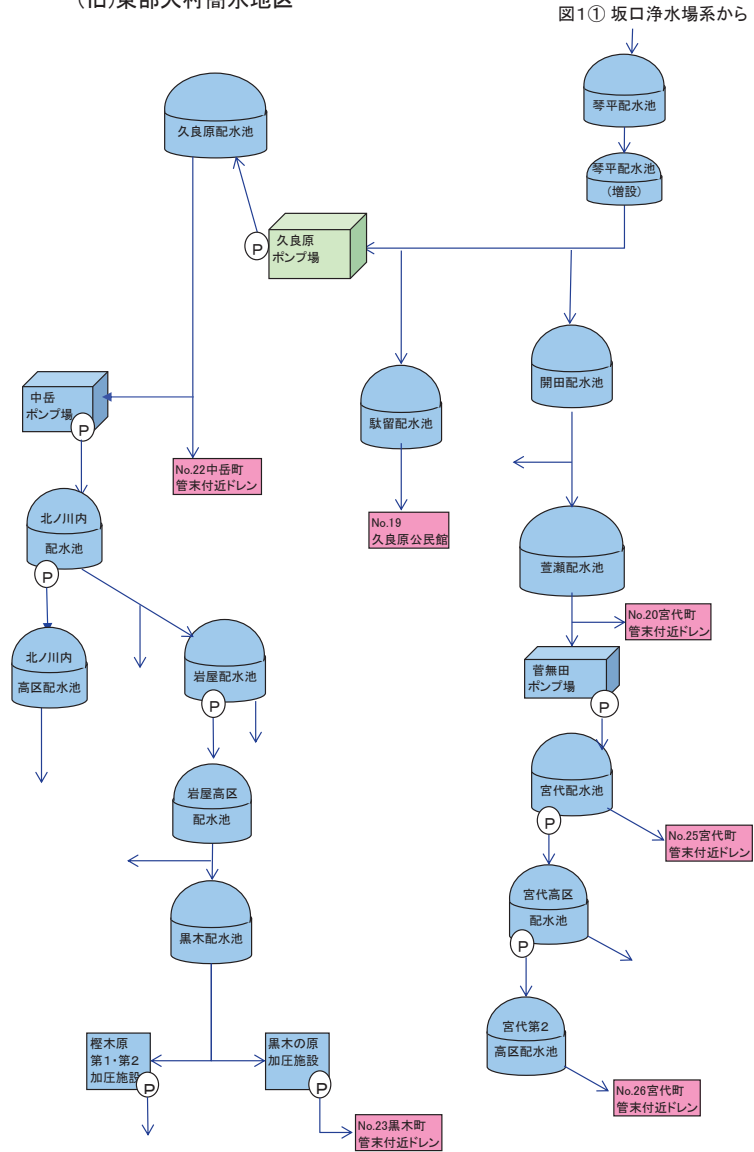 (旧)東部大村簡水地区
図1① 坂口浄水場系から
琴平配水池
久良原配水池
琴平配水池
(増設)
P
久良原
ポンプ場
開田配水池
中岳
ポンプ場
P
駄留配水池
No.22中岳町
管末付近ドレン
北ノ川内
配水池
P
No.19
久良原公民館
萱瀬配水池
No.20宮代町
管末付近ドレン
北ノ川内
高区配水池
岩屋配水池
P
菅無田
ポンプ場
P
岩屋高区
配水池
宮代配水池
P
No.25宮代町
管末付近ドレン
宮代高区
配水池
P
黒木配水池
宮代第2
高区配水池
樫木原
第1・第2
加圧施設
P
黒木の原
加圧施設
P
No.26宮代町
管末付近ドレン
No.23黒木町
管末付近ドレン